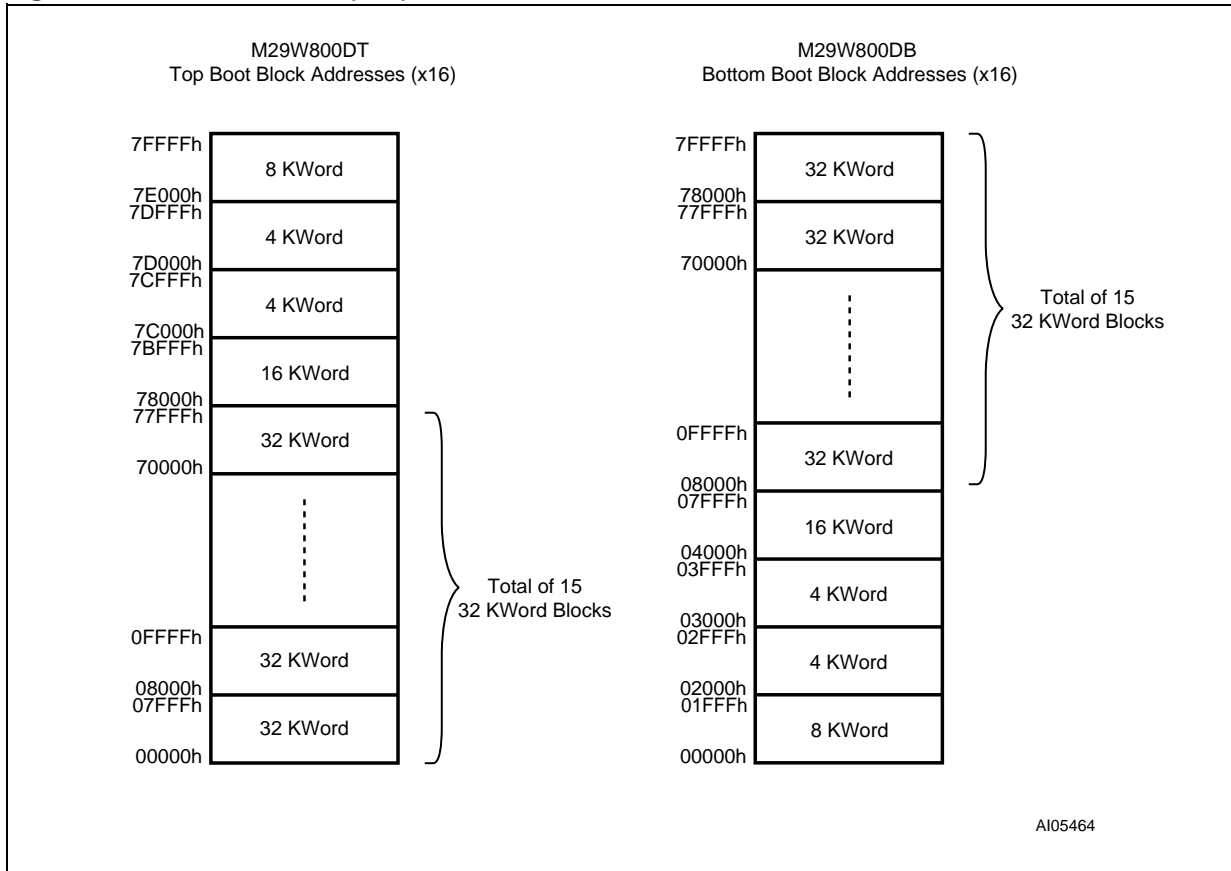 M29W800DT
Top Boot Block Addresses (x16)
7FFFFh
8 KWord
7E000h
7DFFFh
4 KWord
7D000h
7CFFFh
4 KWord
7C000h
7BFFFh
16 KWord
78000h
77FFFh
32 KWord
70000h
Total of 15
32 KWord Blocks
0FFFFh
32 KWord
08000h
07FFFh
32 KWord
00000h
M29W800DB
Bottom Boot Block Addresses (x16)
7FFFFh
32 KWord
78000h
77FFFh
32 KWord
70000h
Total of 15
32 KWord Blocks
0FFFFh
32 KWord
08000h
07FFFh
16 KWord
04000h
03FFFh
4 KWord
03000h
02FFFh
4 KWord
02000h
01FFFh
8 KWord
00000h
AI05464